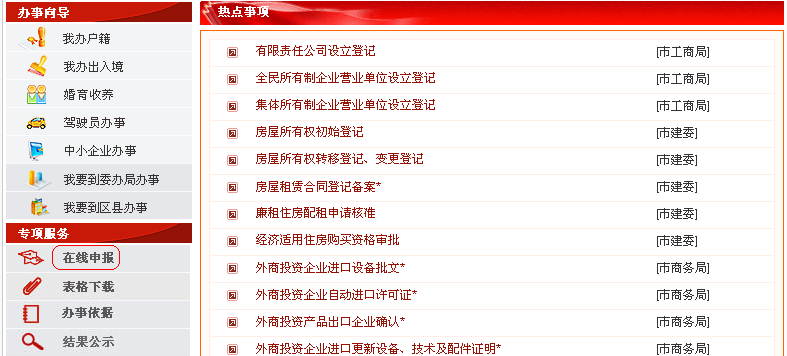 办事向导
我办户籍
我办出入境
婚育收养
驾驶员办事
中小企业办事
我要到委办局办事
我要到区县办事
专项服务
在线申报
表格下载
办事依据
结果公示
热点事项
有限责任公司设立登记 [市工商局]
全民所有制企业营业单位设立登记 [市工商局]
集体所有制企业营业单位设立登记 [市工商局]
房屋所有权初始登记 [市建委]
房屋所有权转移登记、变更登记 [市建委]
房屋租赁合同登记备案* [市建委]
廉租住房配租申请核准 [市建委]
经济适用住房购买资格审批 [市建委]
外商投资企业进口设备批文* [市商务局]
外商投资企业自动进口许可证* [市商务局]
外商投资产品出口企业确认* [市商务局]
外商投资企业进口更新设备、技术及配件证明* [市商务局]